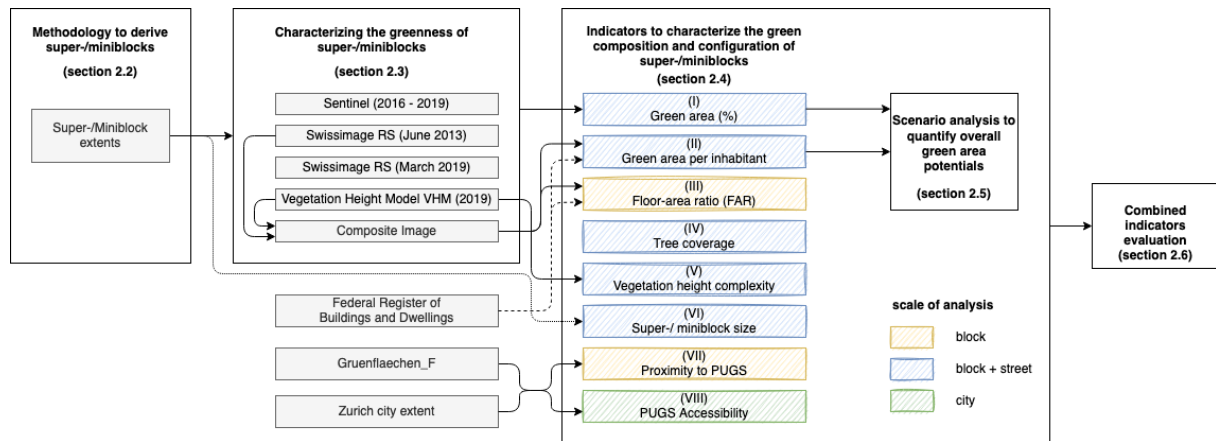 Methodology to derive
super-/miniblocks
(section 2.2)
Super-/Miniblock
extents
Characterizing the greenness of
super-/miniblocks
(section 2.3)
Sentinel (2016 - 2019)
Swissimage RS (June 2013)
Swissimage RS (March 2019)
Vegetation Height Model VHM (2019)
Composite Image
Federal Register of
Buildings and Dwellings
Gruenflaechen_F
Zurich city extent
Indicators to characterize the green
composition and configuration of
super-/miniblocks
(section 2.4)
(I)
Green area (%)
(II)
Green area per inhabitant
(III)
Floor-area ratio (FAR)
(IV)
Tree coverage
(V)
Vegetation height complexity
(VI)
Super-/ miniblock size
(VII)
Proximity to PUGS
(VIII)
PUGS Accessibility
Scenario analysis to
quantify overall
green area
potentials
(section 2.5)
scale of analysis
block
block + street
city
Combined
indicators
evaluation
(section 2.6)